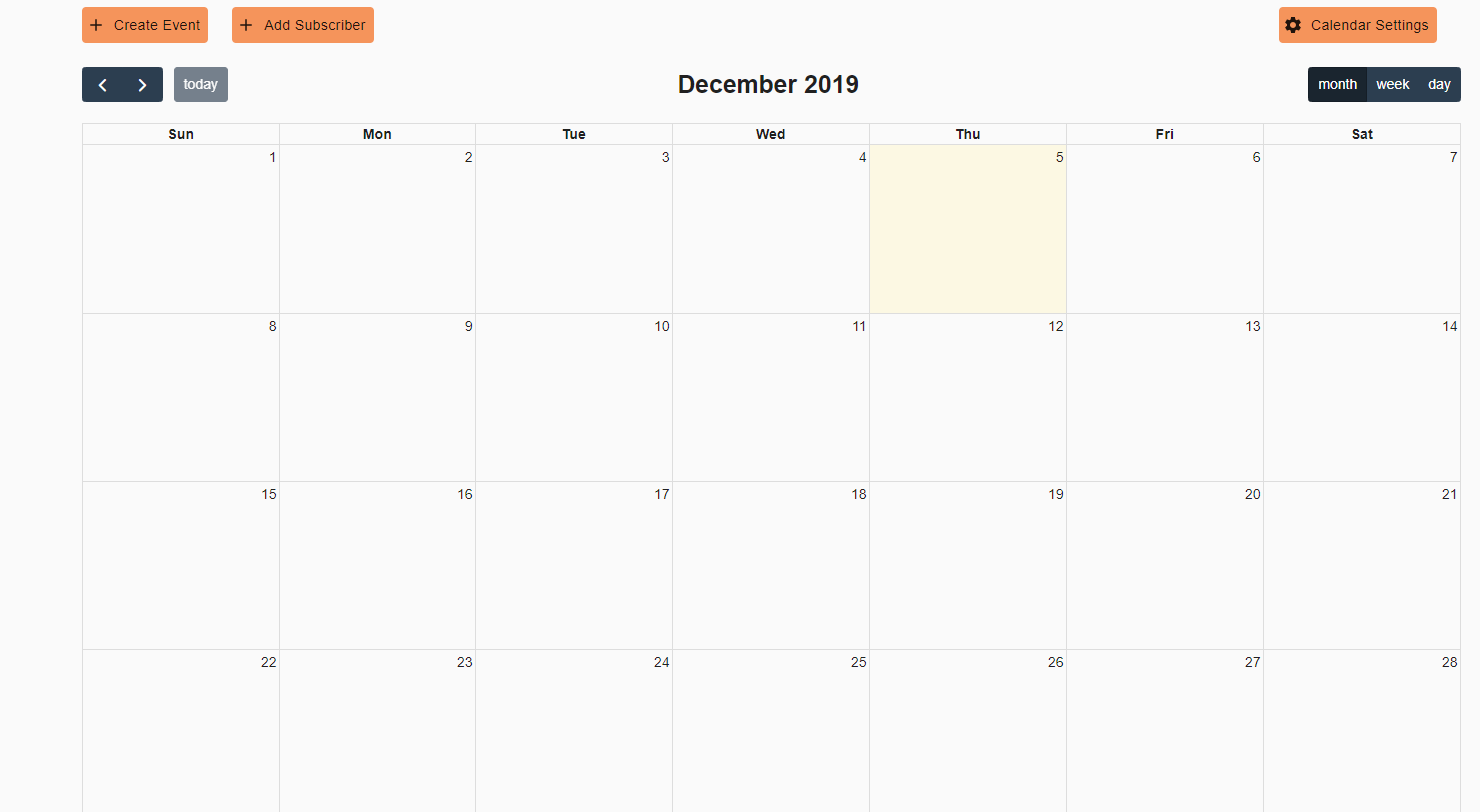 Create Event Add Subscriber Calendar Settings
today December 2019 month week day
Sun Mon Tue Wed Thu Fri Sat
1 2 3 4 5 6 7
8 9 10 11 12 13 14
15 16 17 18 19 20 21
22 23 24 25 26 27 28